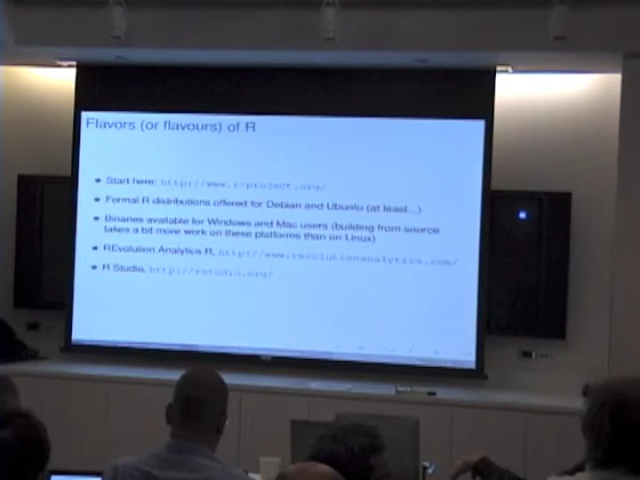 Flavors (or flavours) of R
Start here: http://www.r-project.org/
Formal R distributions offered for Debian and Ubuntu (at least...)
Binaries available for Windows and Mac users (building from source
takes a bit more work on these platforms than on Linux)
REvolution Analytics R, http://www.revolutionanalytics.com/
R Studio, http://rstudio.org/